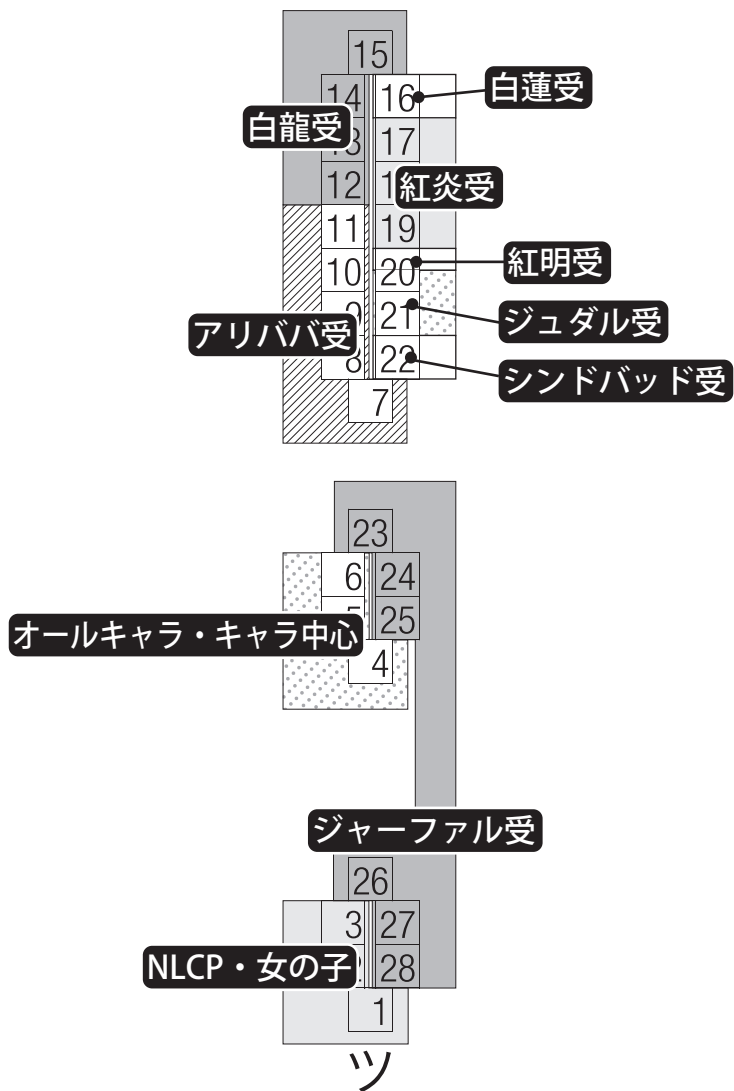 15
14 16 白蓮受
白龍受
13 17
12 1 紅炎受
11 19
10 20 紅明受
21 ジュダル受
アリババ受
8 22 シンドバッド受
7
23
6 24
25
オールキャラ・キャラ中心
4
ジャーファル受
26
3 27
NLCP・女の子 28
1
ツ